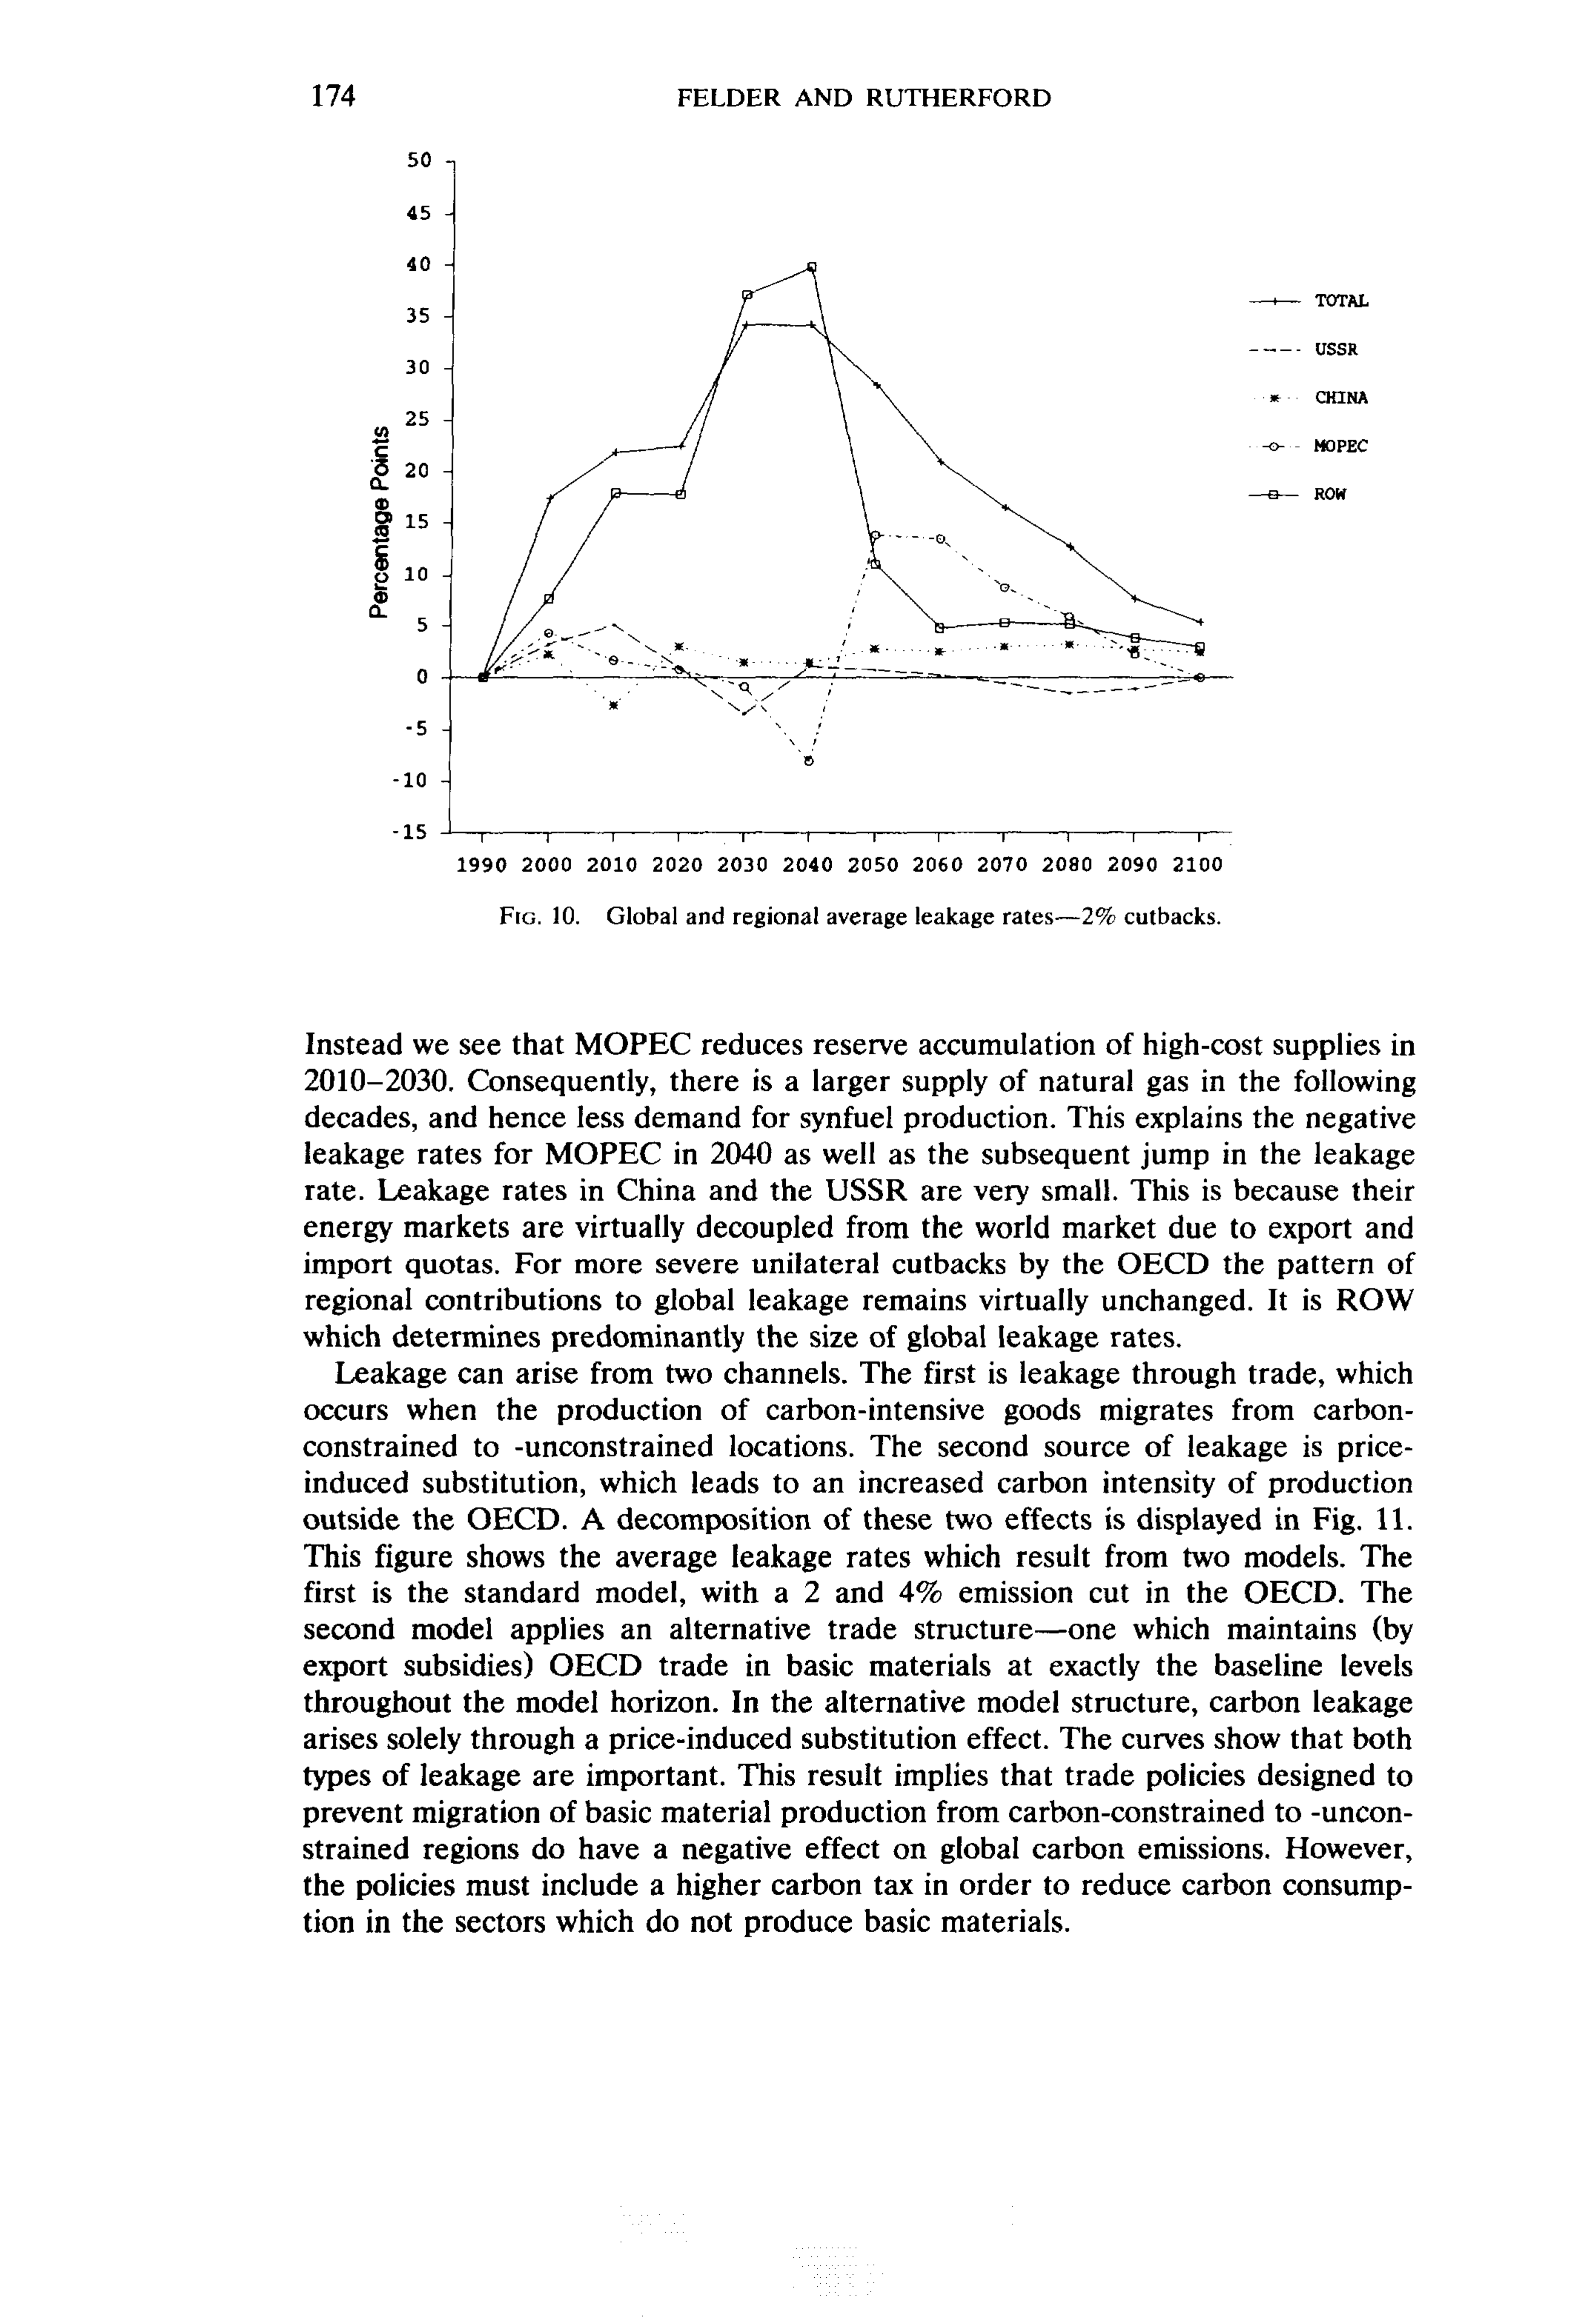 174 FELDER AND RUTHERFORD
50
45
40
35
30
25
20
15
10
5
0
-5
-10
-15
Percentage Points
TOTAL
USSR
CHINA
MOPEC
ROW
1990 2000 2010 2020 2030 2040 2050 2060 2070 2080 2090 2100
FIG. 10. Global and regional average leakage rates—2% cutbacks.
Instead we see that MOPEC reduces reserve accumulation of high-cost supplies in
2010–2030. Consequently, there is a larger supply of natural gas in the following
decades, and hence less demand for synfuel production. This explains the negative
leakage rates for MOPEC in 2040 as well as the subsequent jump in the leakage
rate. Leakage rates in China and the USSR are very small. This is because their
energy markets are virtually decoupled from the world market due to export and
import quotas. For more severe unilateral cutbacks by the OECD the pattern of
regional contributions to global leakage remains virtually unchanged. It is ROW
which determines predominantly the size of global leakage rates.
Leakage can arise from two channels. The first is leakage through trade, which
occurs when the production of carbon-intensive goods migrates from carbon-
constrained to -unconstrained locations. The second source of leakage is price-
induced substitution, which leads to an increased carbon intensity of production
outside the OECD. A decomposition of these two effects is displayed in Fig. 11.
This figure shows the average leakage rates which result from two models. The
first is the standard model, with a 2 and 4% emission cut in the OECD. The
second model applies an alternative trade structure—one which maintains (by
export subsidies) OECD trade in basic materials at exactly the baseline levels
throughout the model horizon. In the alternative model structure, carbon leakage
arises solely through a price-induced substitution effect. The curves show that both
types of leakage are important. This result implies that trade policies designed to
prevent migration of basic material production from carbon-constrained to -uncon-
strained regions do have a negative effect on global carbon emissions. However,
the policies must include a higher carbon tax in order to reduce carbon consump-
tion in the sectors which do not produce basic materials.